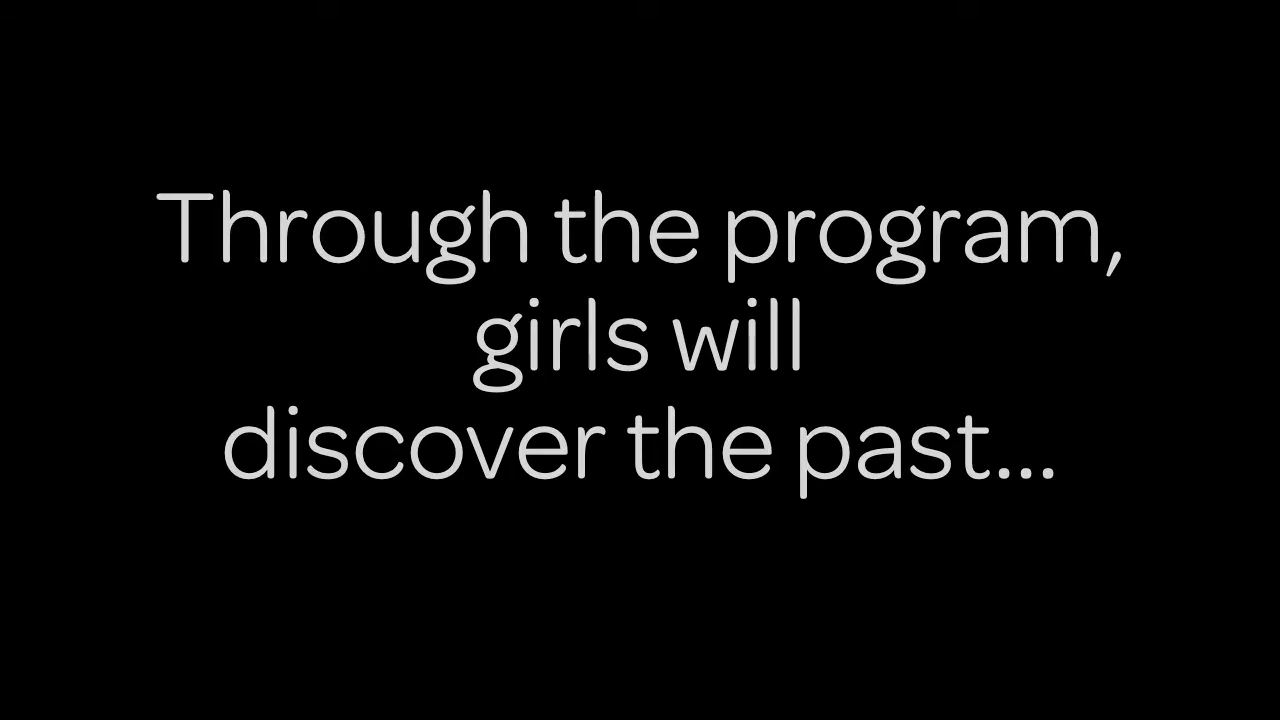 Through the program,
girls will
discover the past...